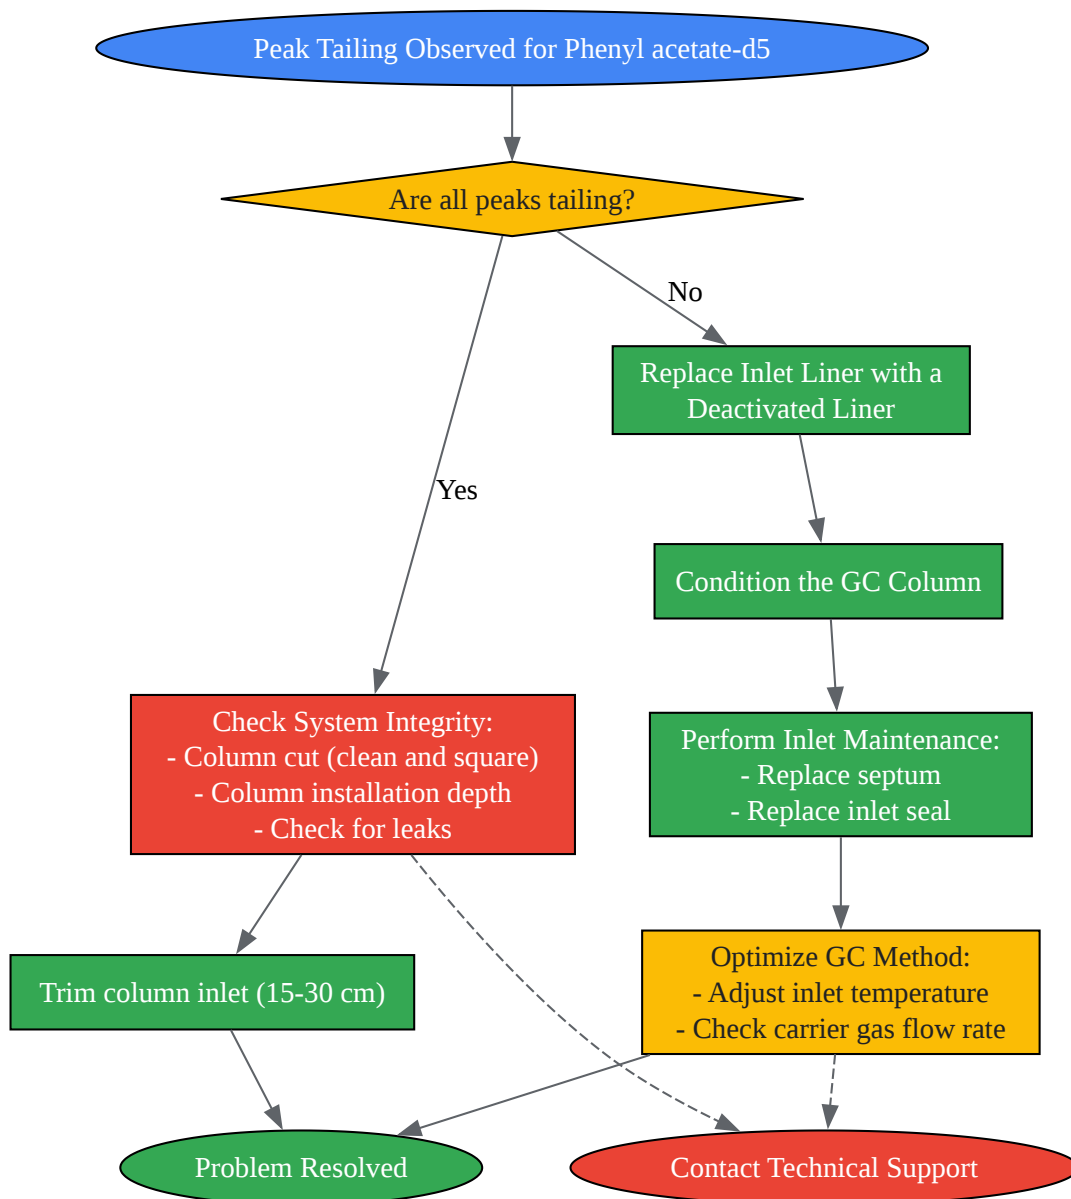 Peak Tailing Observed for Phenyl acetate-d5
Are all peaks tailing?
No
Replace Inlet Liner with a
Deactivated Liner
Yes
Condition the GC Column
Check System Integrity:
- Column cut (clean and square)
- Column installation depth
- Check for leaks
Perform Inlet Maintenance:
- Replace septum
- Replace inlet seal
Trim column inlet (15-30 cm)
Optimize GC Method:
- Adjust inlet temperature
- Check carrier gas flow rate
Problem Resolved
Contact Technical Support